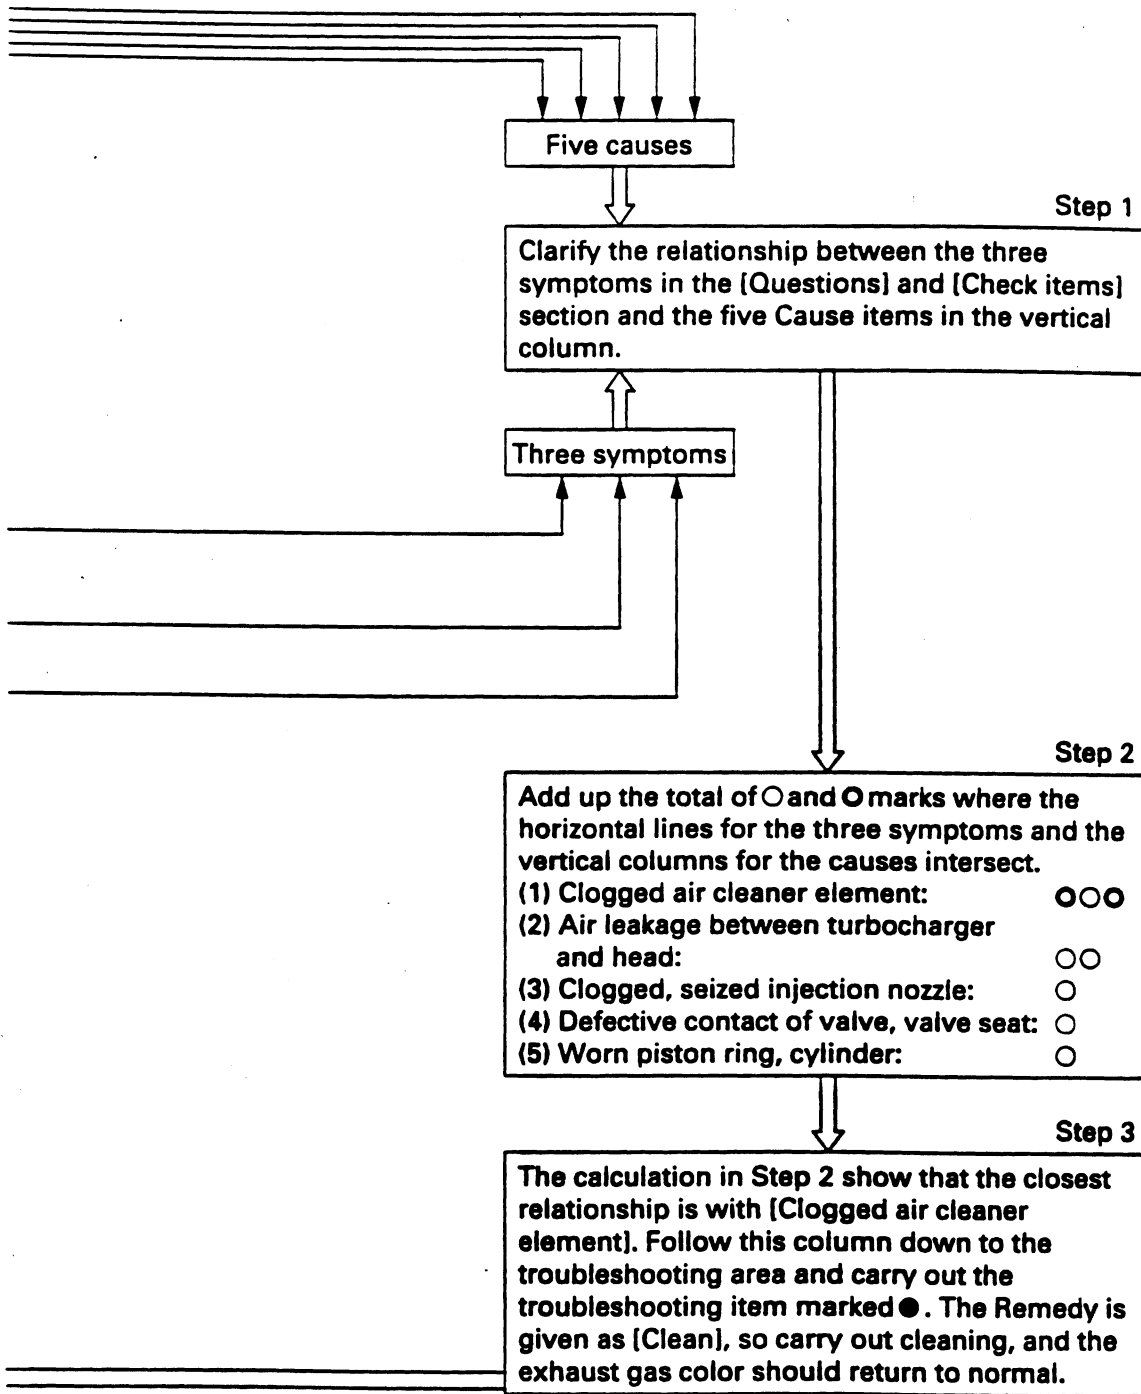 Five causes
Step 1
Clarify the relationship between the three
symptoms in the [Questions] and [Check items]
section and the five Cause items in the vertical
column.
Three symptoms
Step 2
Add up the total of ○ and O marks where the
horizontal lines for the three symptoms and the
vertical columns for the causes intersect.
(1) Clogged air cleaner element: O○O
(2) Air leakage between turbocharger
and head: ○○
(3) Clogged, seized injection nozzle: ○
(4) Defective contact of valve, valve seat: ○
(5) Worn piston ring, cylinder: ○
Step 3
The calculation in Step 2 show that the closest
relationship is with [Clogged air cleaner
element]. Follow this column down to the
troubleshooting area and carry out the
troubleshooting item marked ●. The Remedy is
given as [Clean], so carry out cleaning, and the
exhaust gas color should return to normal.